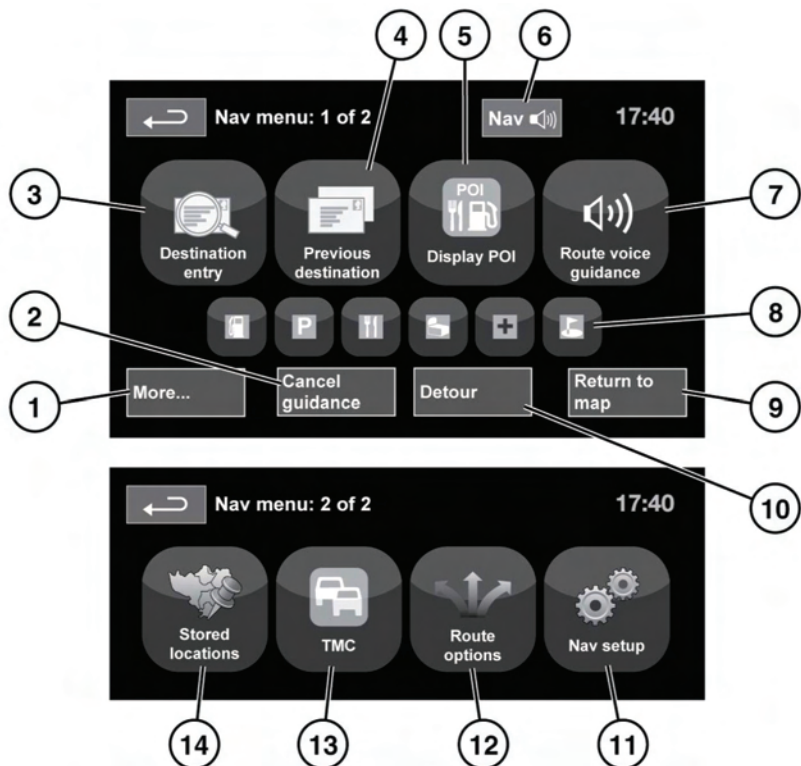 4
5
6
Nav menu: 1 of 2
Nav
17:40
3
7
POI
Destination
entry
Previous
destination
Display POI
Route voice
guidance
2
P
8
More...
Cancel
guidance
Detour
Return to
map
1
9
10
Nav menu: 2 of 2
17:40
Stored
locations
TMC
Route
options
Nav setup
14
13
12
11